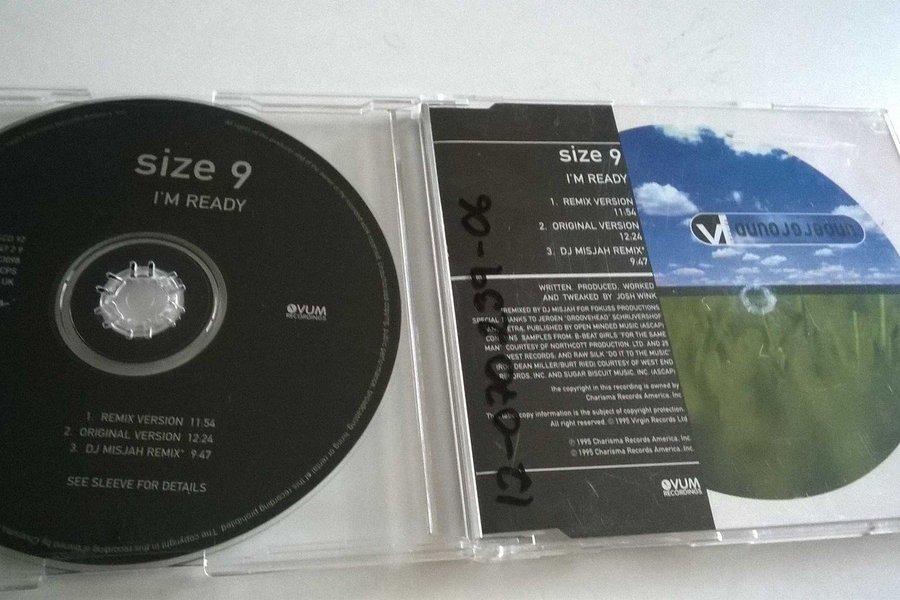 size 9
I'M READY
OVUM
RECORDINGS
1. REMIX VERSION 11:54
2. ORIGINAL VERSION 12:24
3. DJ MISJAH REMIX* 9:47
SEE SLEEVE FOR DETAILS
size 9
I'M READY
1. REMIX VERSION
11:54
2. ORIGINAL VERSION
12:24
3. DJ MISJAH REMIX*
9:47
WRITTEN, PRODUCED, WORKED
AND TWEAKED BY JOSH WINK
*REMIXED BY DJ MISJAH FOR FOKUSS PRODUCTIONS
SPECIAL THANKS TO JEROEN "GROOVEHEAD" SCHRIJVERSHOF
PUBLISHED BY OPEN MINDED MUSIC (ASCAP)
SAMPLES FROM: B-BEAT GIRLS "FOR THE SAME
MAN" COURTESY OF NORTHCOTT PRODUCTION, LTD. AND 25
WEST RECORDS, AND RAW SILK "DO IT TO THE MUSIC"
DEAN MILLER/BURT RIEDI) COURTESY OF WEST END
RECORDS, INC. AND SUGAR BISCUIT MUSIC, INC. (ASCAP)
the copyright in this recording is owned by
Charisma Records America, Inc.
copy information is the subject of copyright protection.
All right reserved. © 1995 Virgin Records Ltd
℗ 1995 Charisma Records America, Inc.
© 1995 Charisma Records America, Inc.
OVUM
RECORDINGS
12-070239-06
underground